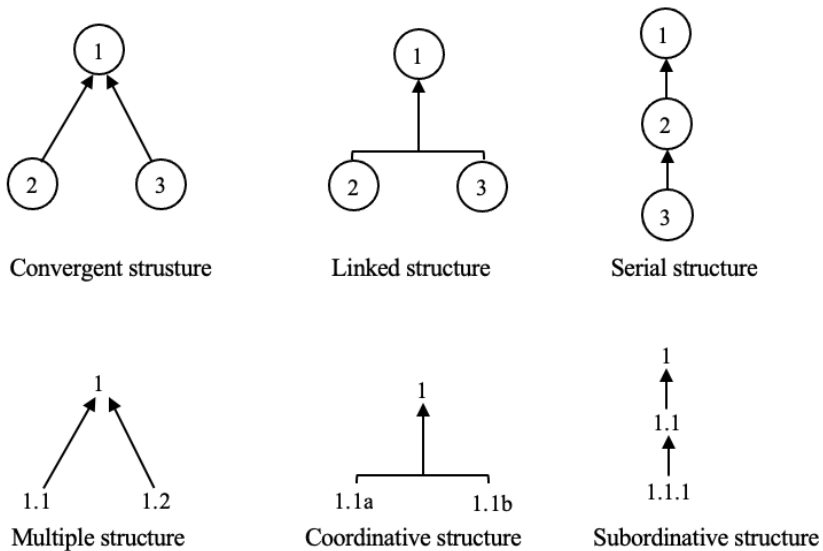 1 1 1
2
2 3 2 3
3
Convergent strusture Linked structure Serial structure
1
1 1
1.1
1.1 1.2 1.1a 1.1b 1.1.1
Multiple structure Coordinative structure Subordinative structure